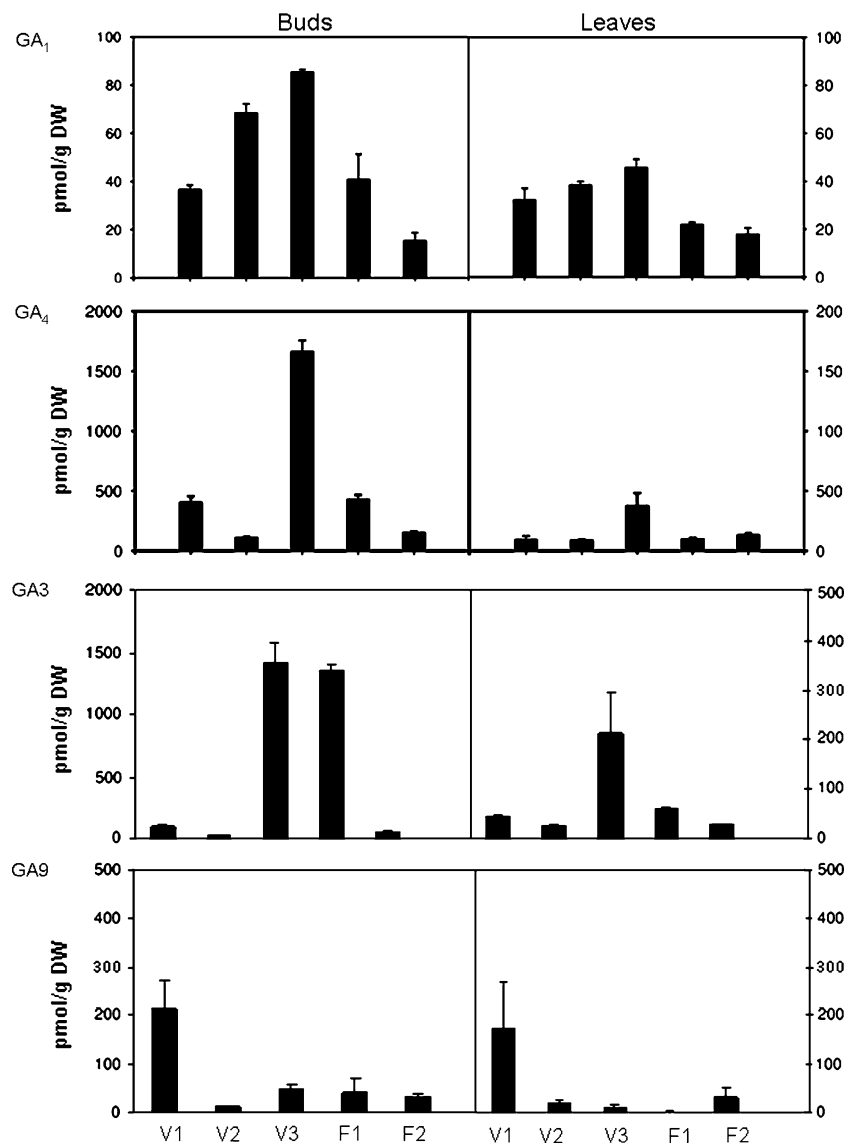 Buds Leaves
GA1
100 100
80 80
60 60
40 40
20 20
0 0
pmol/g DW
GA4
2000 200
1500 150
1000 100
500 500
0 0
pmol/g DW
GA3
2000 500
1500 400
1000 300
500 200
0 100
0
pmol/g DW
GA9
500 500
400 400
300 300
200 200
100 100
0 0
pmol/g DW
V1 V2 V3 F1 F2 V1 V2 V3 F1 F2